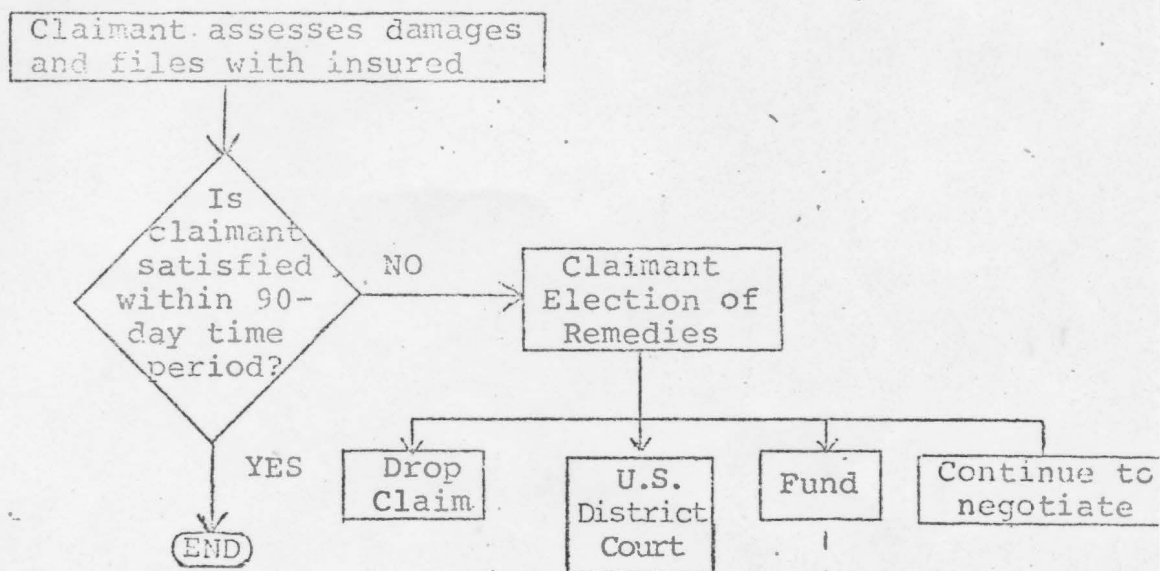 Claimant assesses damages
and files with insured
Is
claimant
satisfied
within 90-
day time
period?
NO
Claimant
Election of
Remedies
YES
END
Drop
Claim
U.S.
District
Court
Fund
Continue to
negotiate